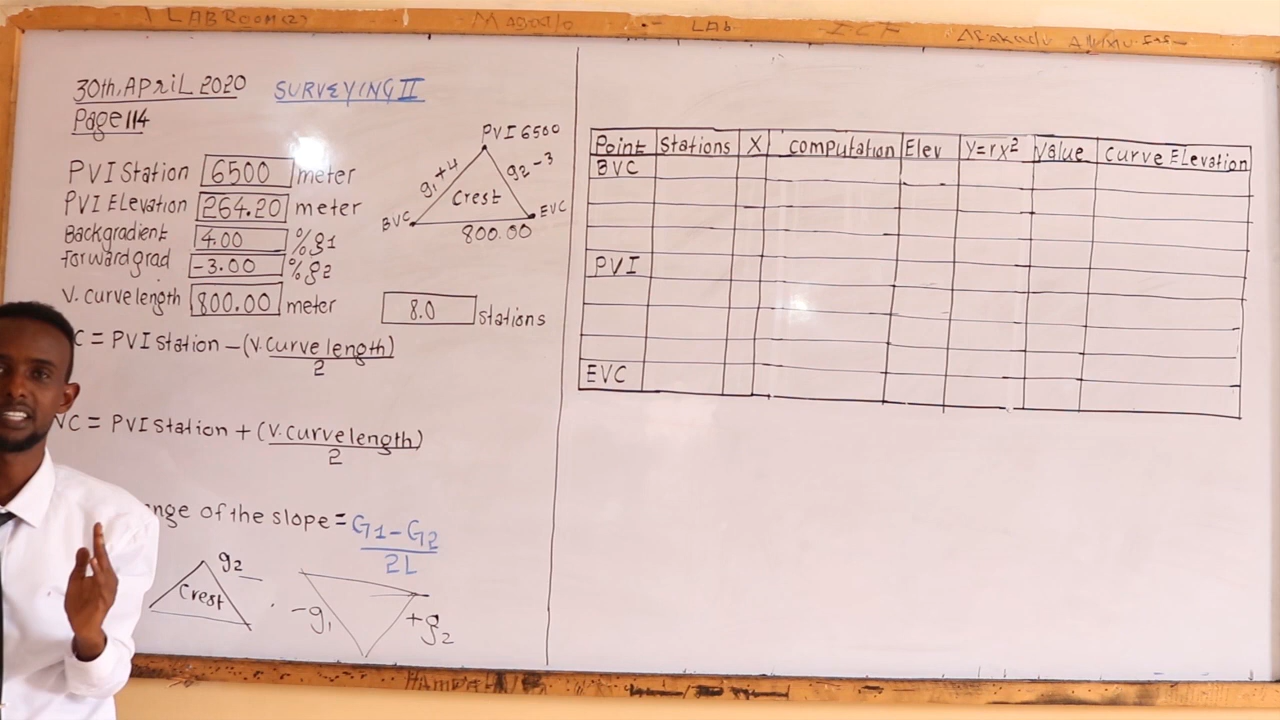 LAB ROOM (2)
LAB
30th, APRIL 2020
SURVEYING II
Page 114
PVI Station 6500 meter
PVI Elevation 264.20 meter
Backgradient 4.00 % g1
forward grad -3.00 % g2
V. curve length 800.00 meter
8.0 stations
PVI 6500
g1 +4
g2 -3
Crest
BVC
EVC
800.00
C = PVI Station - (V. curve length)
2
VC = PVI Station + (V. curve length)
2
nge of the slope = G1 - G2
2L
g2
Crest
-g1
+g2
Point Stations X computation Elev Y=rx² Value curve Elevation
BVC
PVI
EVC